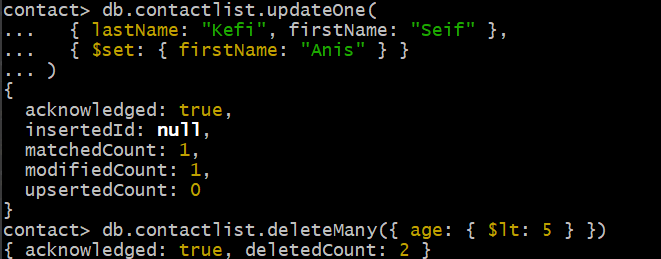 contact> db.contactlist.updateOne(
...    { lastName: "Kefi", firstName: "Seif" },
...    { $set: { firstName: "Anis" } }
... )
{
  acknowledged: true,
  insertedId: null,
  matchedCount: 1,
  modifiedCount: 1,
  upsertedCount: 0
}
contact> db.contactlist.deleteMany({ age: { $lt: 5 } })
{ acknowledged: true, deletedCount: 2 }